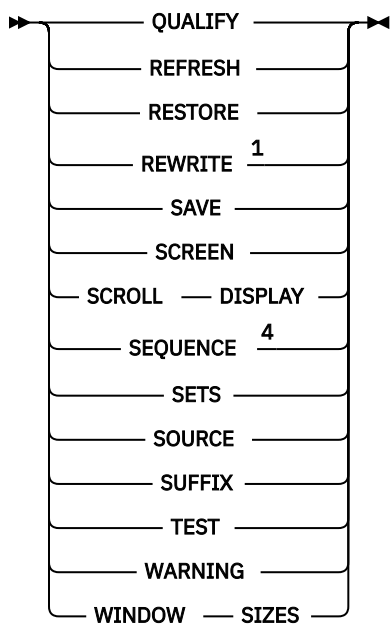 QUALIFY
REFRESH
RESTORE
REWRITE 1
SAVE
SCREEN
SCROLL DISPLAY
SEQUENCE 4
SETS
SOURCE
SUFFIX
TEST
WARNING
WINDOW SIZES